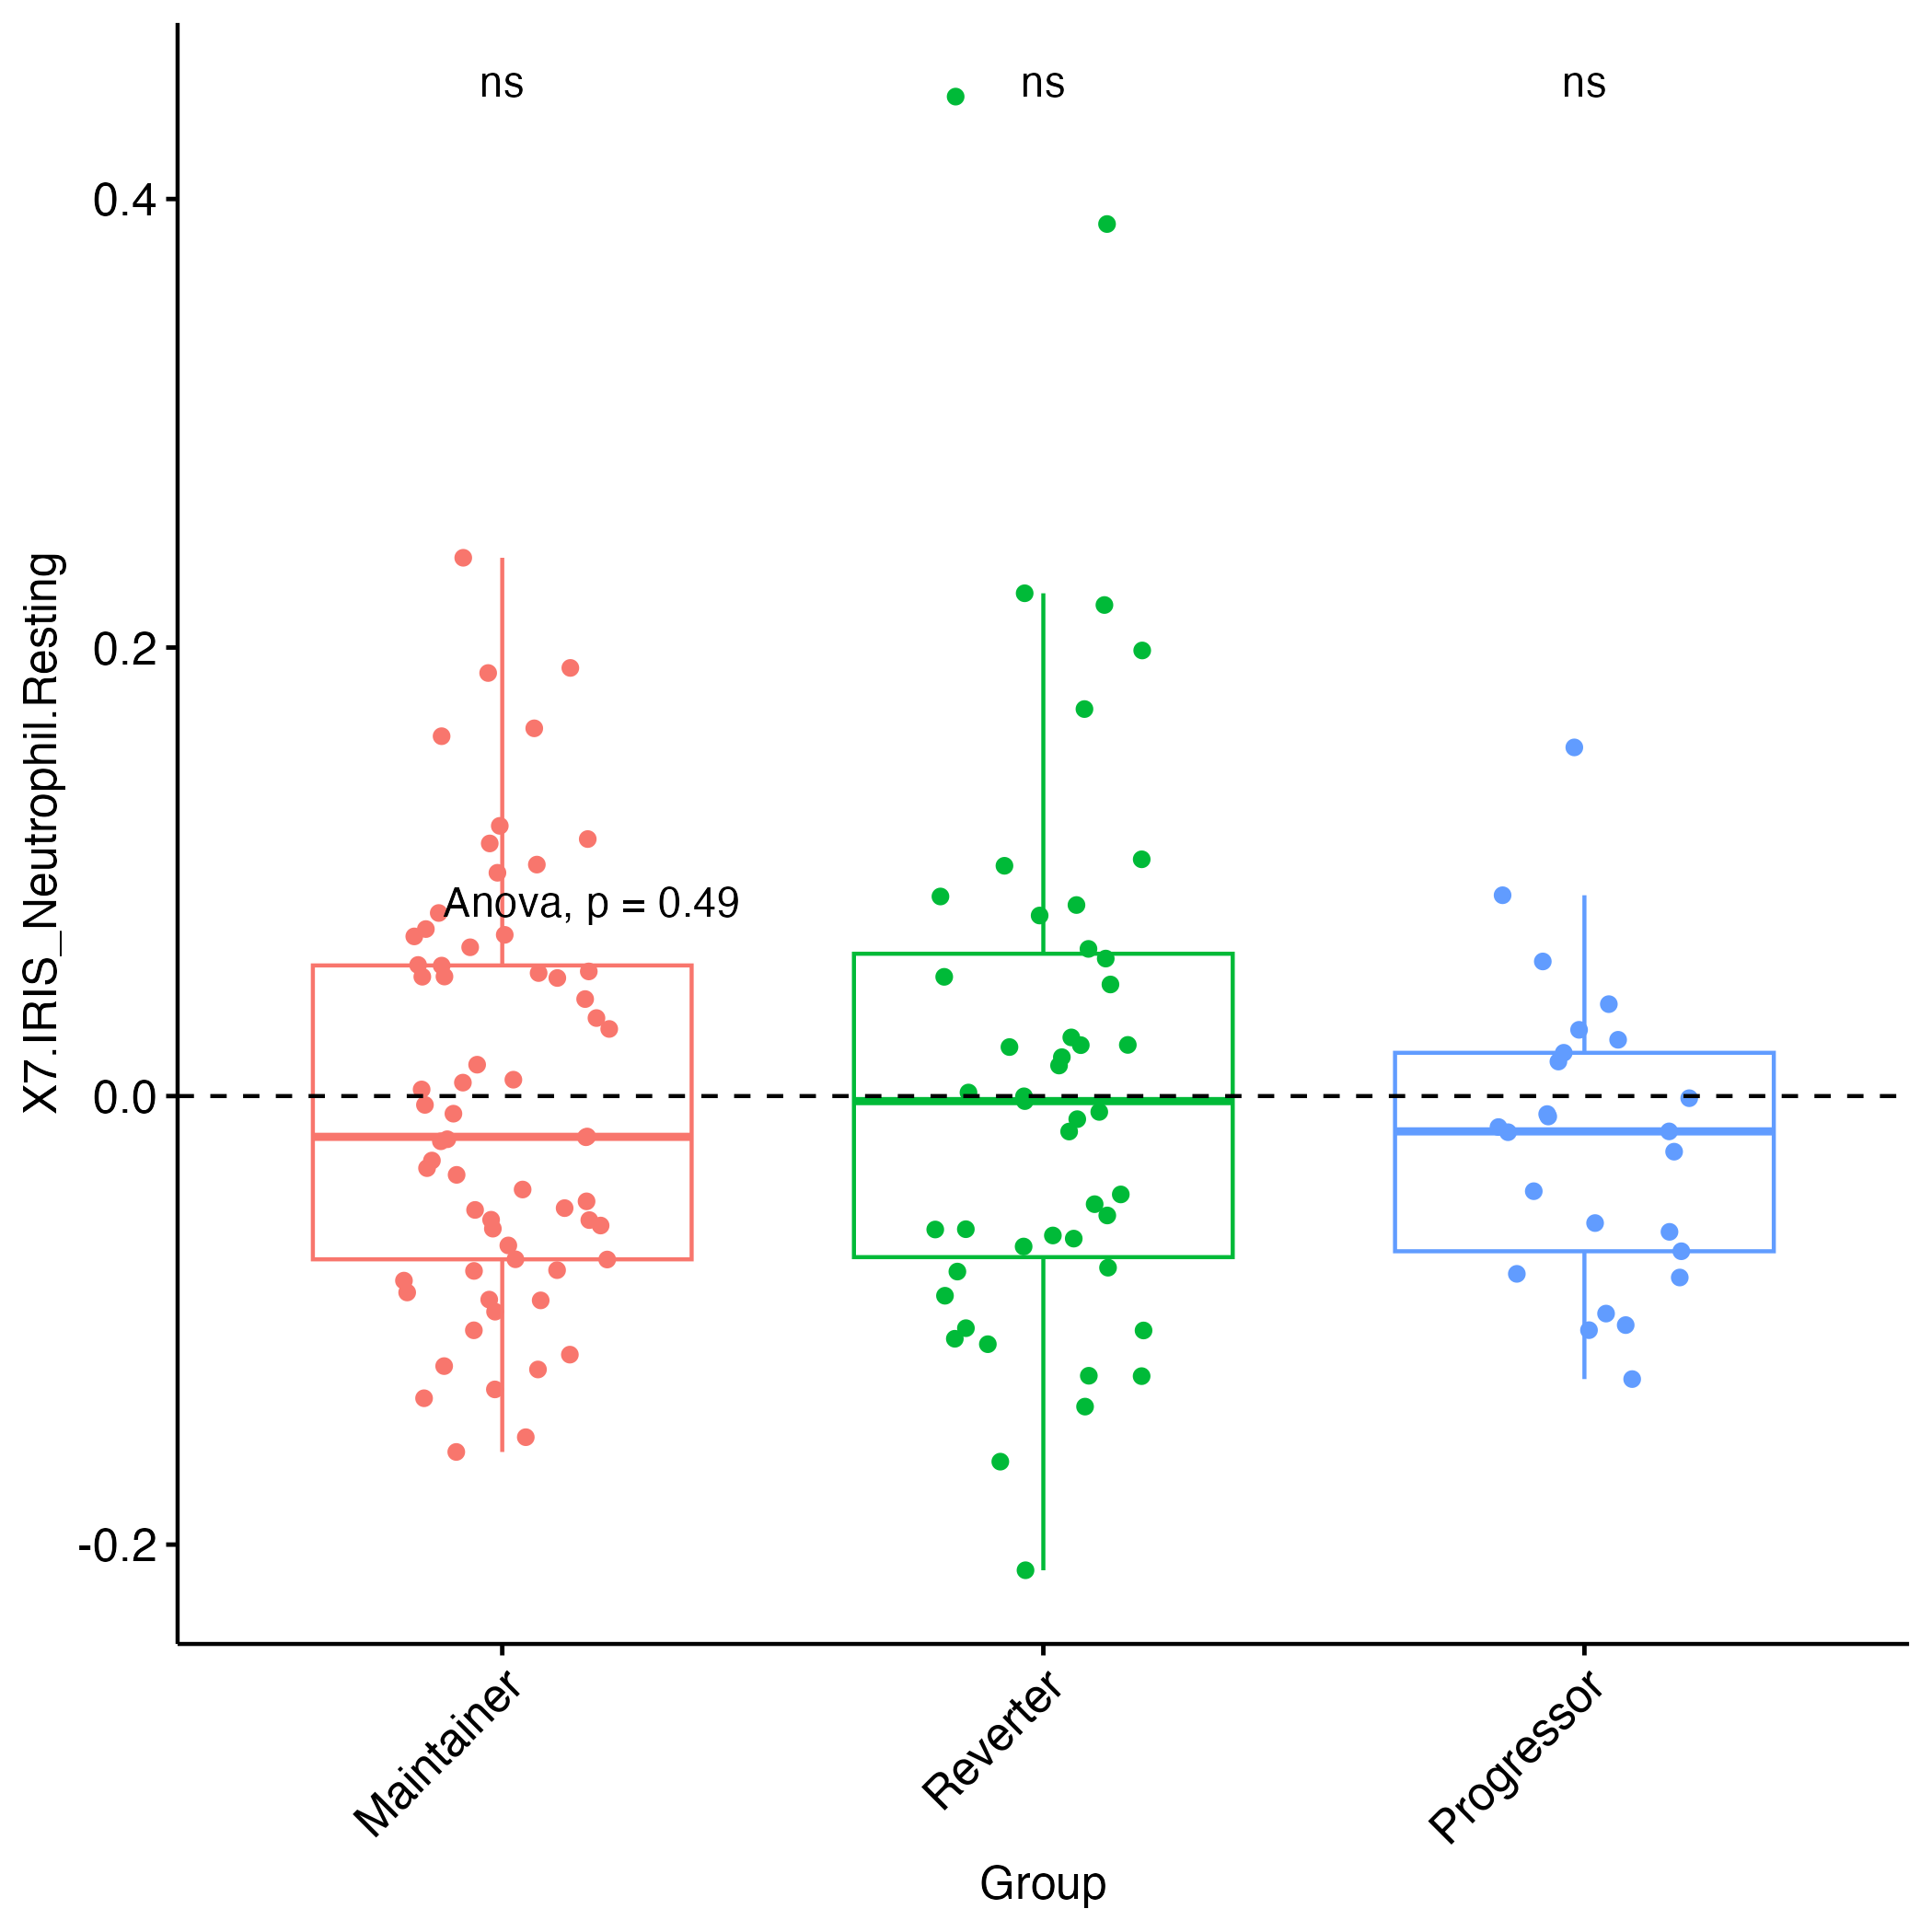 ns ns ns
0.4
0.2
0.0
-0.2
X7.IRIS_Neutrophil.Resting
Anova, p = 0.49
Maintainer
Reverter
Progressor
Group